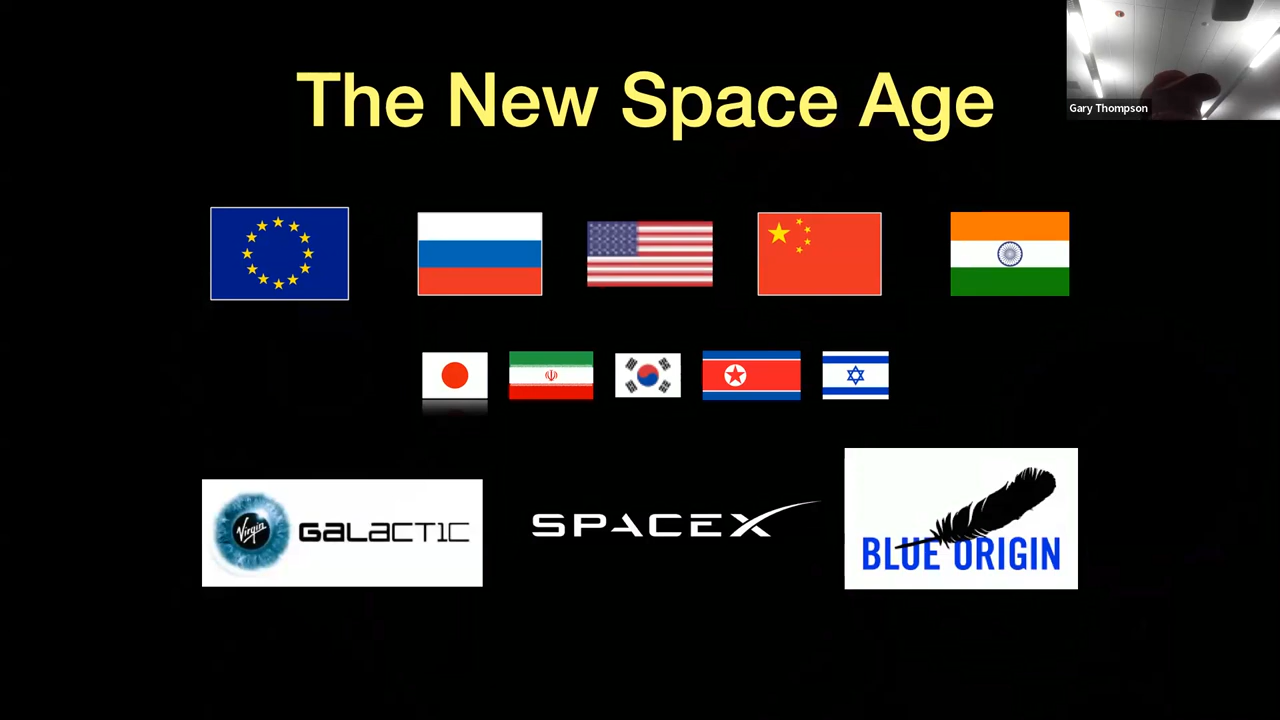 The New Space Age
Gary Thompson
Virgin GALACTIC
SPACEX
BLUE ORIGIN